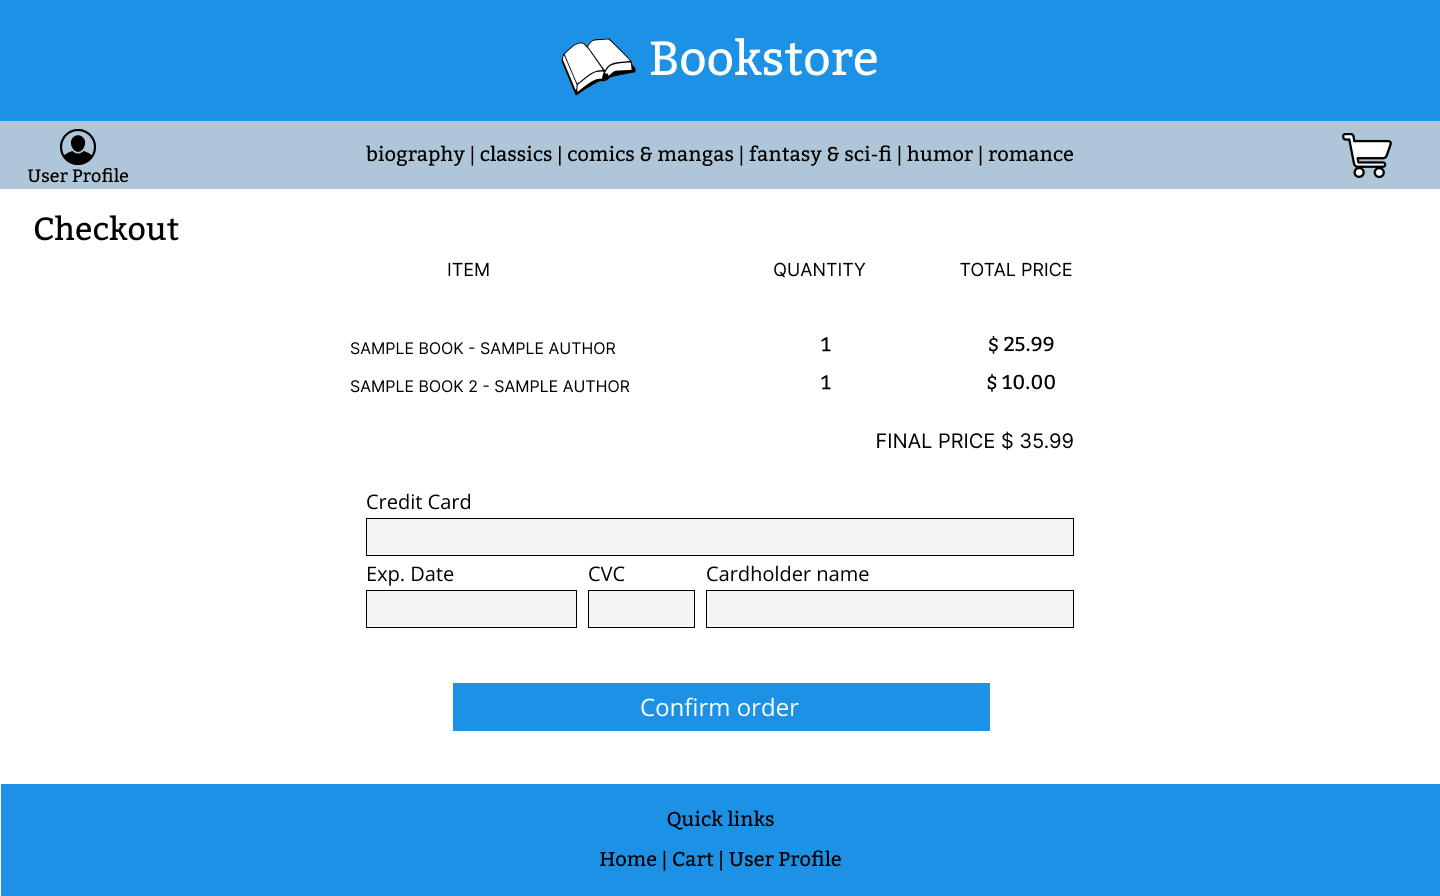 Bookstore
User Profile
biography | classics | comics & mangas | fantasy & sci-fi | humor | romance
Checkout
ITEM QUANTITY TOTAL PRICE
SAMPLE BOOK - SAMPLE AUTHOR 1 $ 25.99
SAMPLE BOOK 2 - SAMPLE AUTHOR 1 $ 10.00
FINAL PRICE $ 35.99
Credit Card
Exp. Date CVC Cardholder name
Confirm order
Quick links
Home | Cart | User Profile